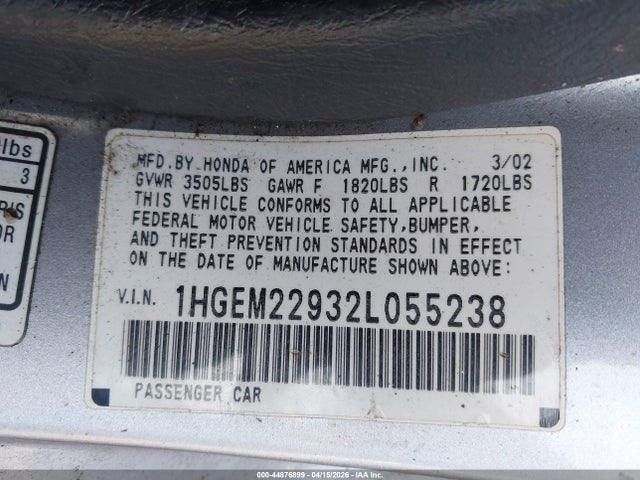 lbs
3
R'S
OR
N
MFD.BY HONDA OF AMERICA MFG.,INC. 3/02
GVWR 3505LBS GAWR F 1820LBS R 1720LBS
THIS VEHICLE CONFORMS TO ALL APPLICABLE
FEDERAL MOTOR VEHICLE SAFETY,BUMPER,
AND THEFT PREVENTION STANDARDS IN EFFECT
ON THE DATE OF MANUFACTURE SHOWN ABOVE:
V.I.N. 1HGEM22932L055238
PASSENGER CAR
000-44876899 - 04/15/2026 - IAA Inc.